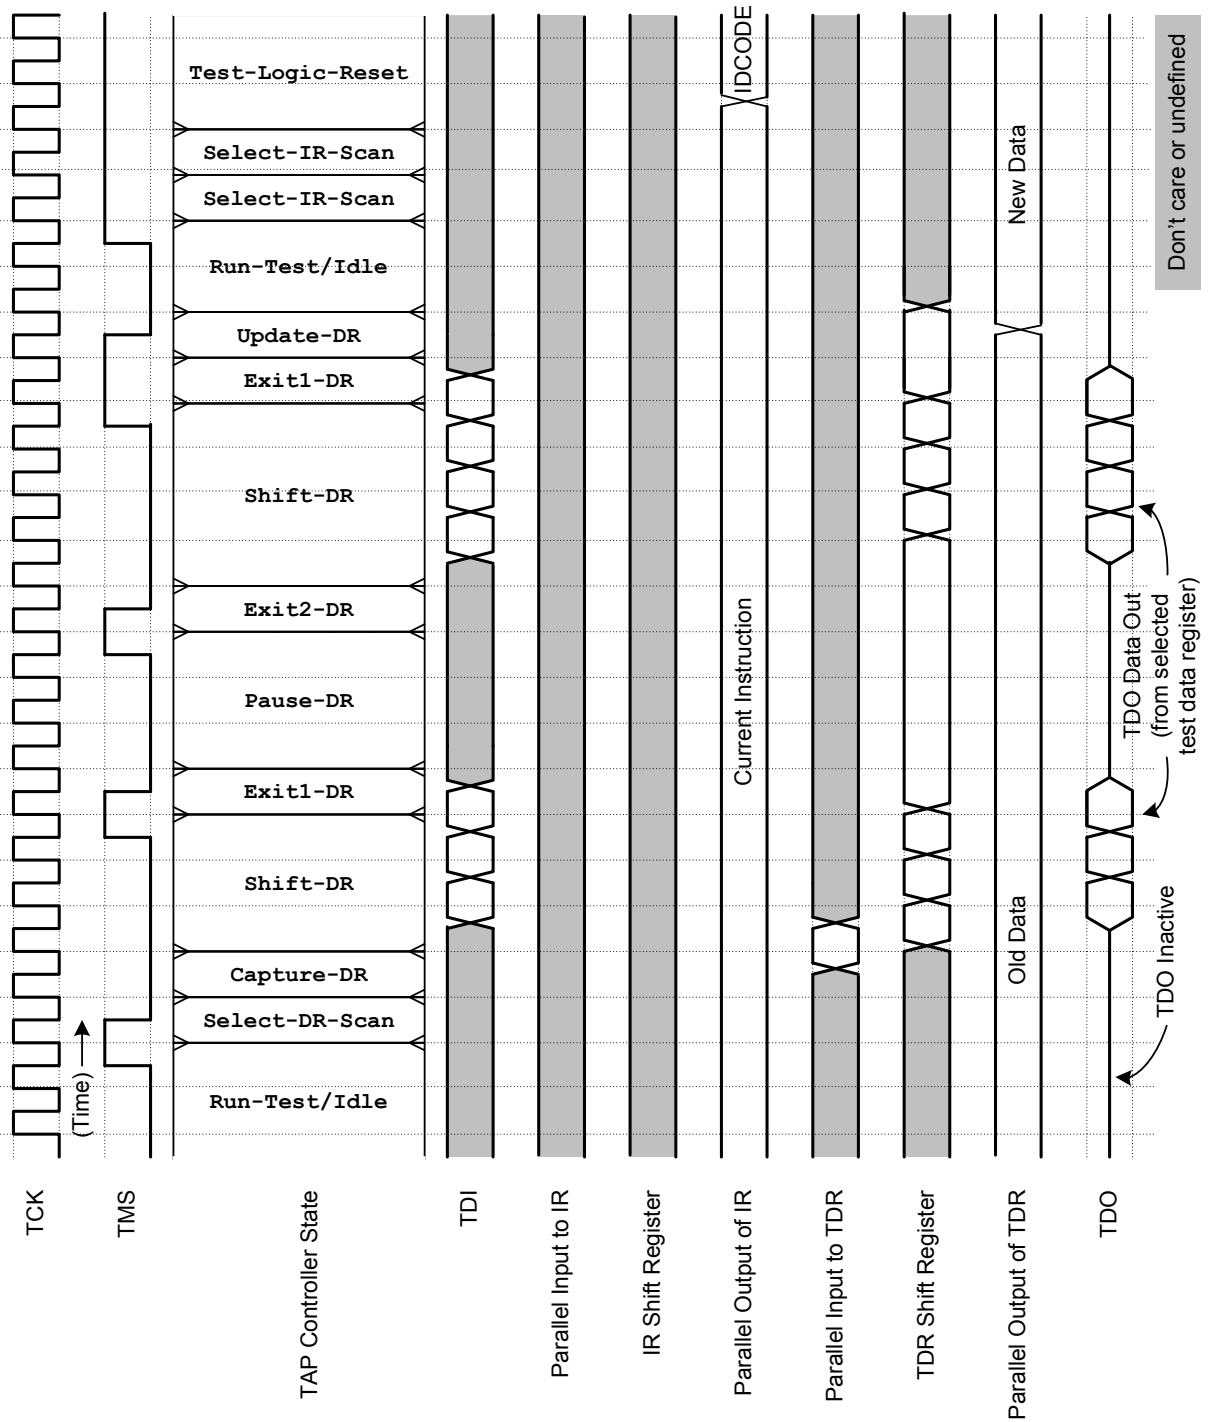 TCK
TMS
(Time)
TAP Controller State
Run-Test/Idle
Select-DR-Scan
Capture-DR
Shift-DR
Exit1-DR
Pause-DR
Exit2-DR
Shift-DR
Exit1-DR
Update-DR
Run-Test/Idle
Select-IR-Scan
Select-IR-Scan
Test-Logic-Reset
TDI
Parallel Input to IR
IR Shift Register
Parallel Output of IR
Current Instruction
IDCODE
Parallel Input to TDR
TDR Shift Register
Parallel Output of TDR
Old Data
New Data
TDO
TDO Inactive
TDO Data Out
(from selected
test data register)
Don't care or undefined